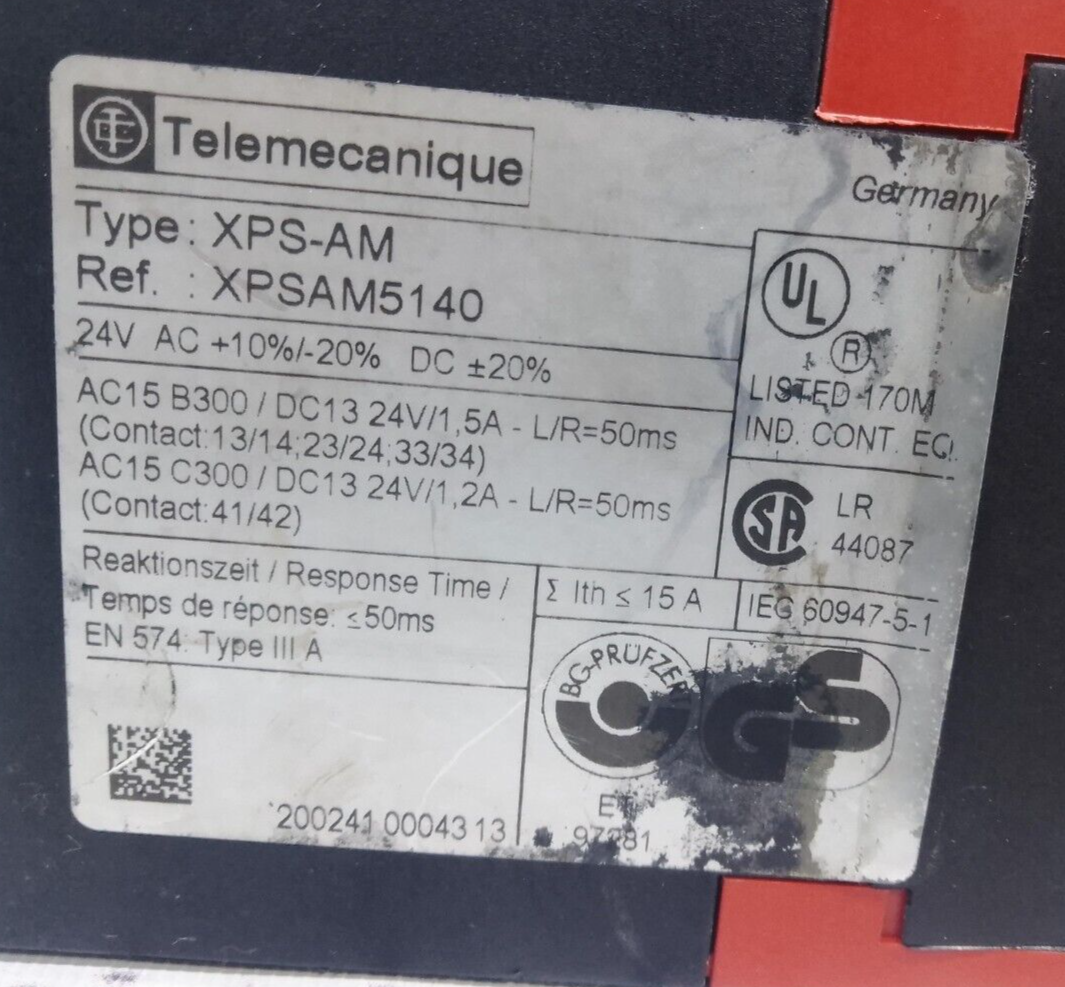 Telemecanique
Germany
Type: XPS-AM
Ref. : XPSAM5140
24V AC +10%/-20% DC ±20%
AC15 B300 / DC13 24V/1,5A - L/R=50ms
(Contact:13/14;23/24;33/34)
AC15 C300 / DC13 24V/1,2A - L/R=50ms
(Contact:41/42)
UL
®
LISTED 170M
IND. CONT. EQ.
SA
LR
44087
Reaktionszeit / Response Time /
Temps de réponse: ≤50ms
EN 574: Type III A
Σ Ith ≤ 15 A
IEC 60947-5-1
BG-PRÜFZERT
GS
200241 00043 13